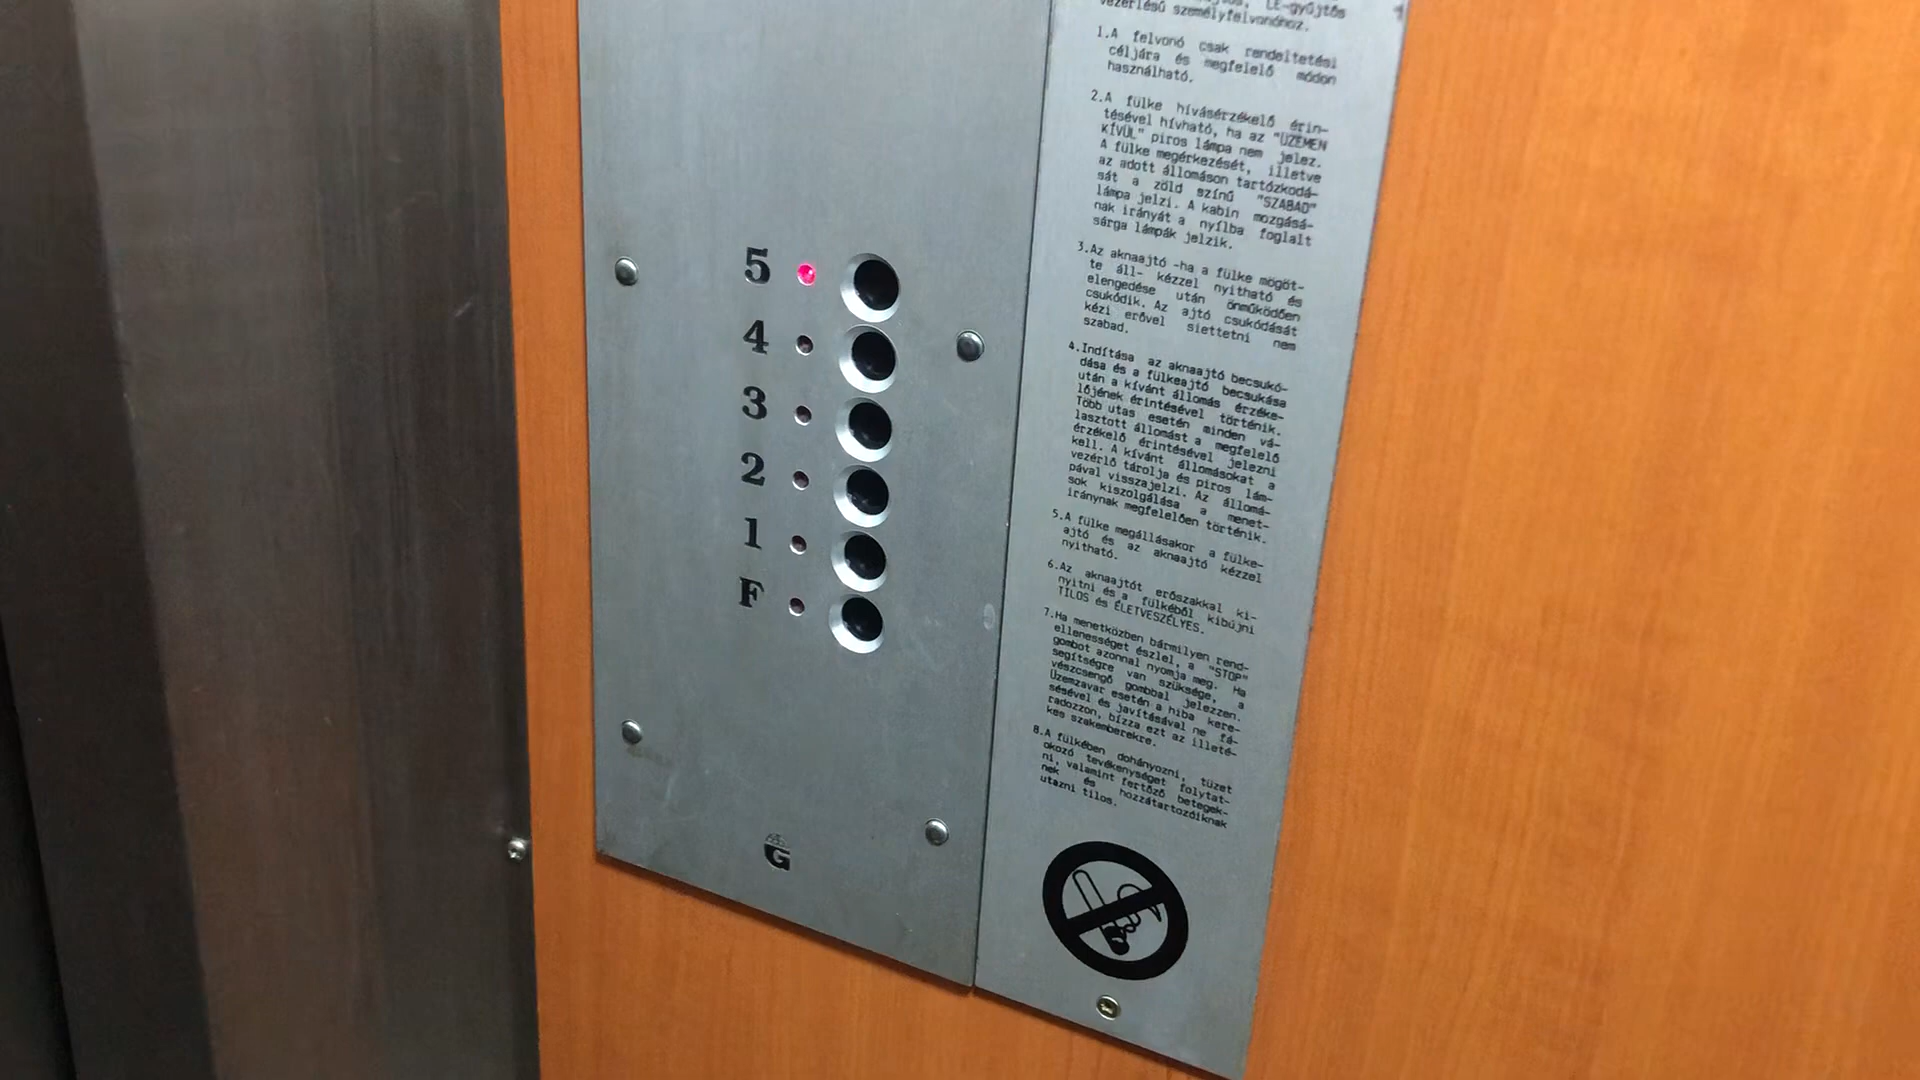 5
4
3
2
1
F
G
LE-gyűjtős
vezérlésű személyfelvonóhoz.
1.A felvonó csak rendeltetési
céljára és megfelelő módon
használható.
2.A fülke hívásérzékelő érin-
tésével hívható, ha az "ÜZEMEN
KÍVÜL" piros lámpa nem jelez.
A fülke megérkezését, illetve
az adott állomáson tartózkodá-
sát a zöld színű "SZABAD"
lámpa jelzi. A kabin mozgásá-
nak irányát a nyílba foglalt
sárga lámpák jelzik.
3.Az aknaajtó -ha a fülke mögöt-
te áll- kézzel nyitható és
elengedése után önműködően
csukódik. Az ajtó csukódását
kézi erővel siettetni nem
szabad.
4.Indítása az aknaajtó becsukó-
dása és a fülkeajtó becsukása
után a kívánt állomás érzéke-
lőjének érintésével történik.
Több utas esetén minden vá-
lasztott állomást a megfelelő
érzékelő érintésével jelezni
kell. A kívánt állomásokat a
vezérlő tárolja és piros lám-
pával visszajelzi. Az állomá-
sok kiszolgálása a menet-
iránynak megfelelően történik.
5.A fülke megállásakor a fülke-
ajtó és az aknaajtó kézzel
nyitható.
6.Az aknaajtót erőszakkal ki-
nyitni és a fülkéből kibújni
TILOS és ÉLETVESZÉLYES.
7.Ha menetközben bármilyen rend-
ellenességet észlel, a "STOP"
gombot azonnal nyomja meg. Ha
segítségre van szüksége, a
vészcsengő gombbal jelezzen.
Üzemzavar esetén a hiba kere-
sésével és javításával ne fá-
radozzon, bízza ezt az illeté-
kes szakemberekre.
8.A fülkében dohányozni, tüzet
okozó tevékenységet folytat-
ni, valamint fertőző betegek-
nek és hozzátartozóiknak
utazni tilos.